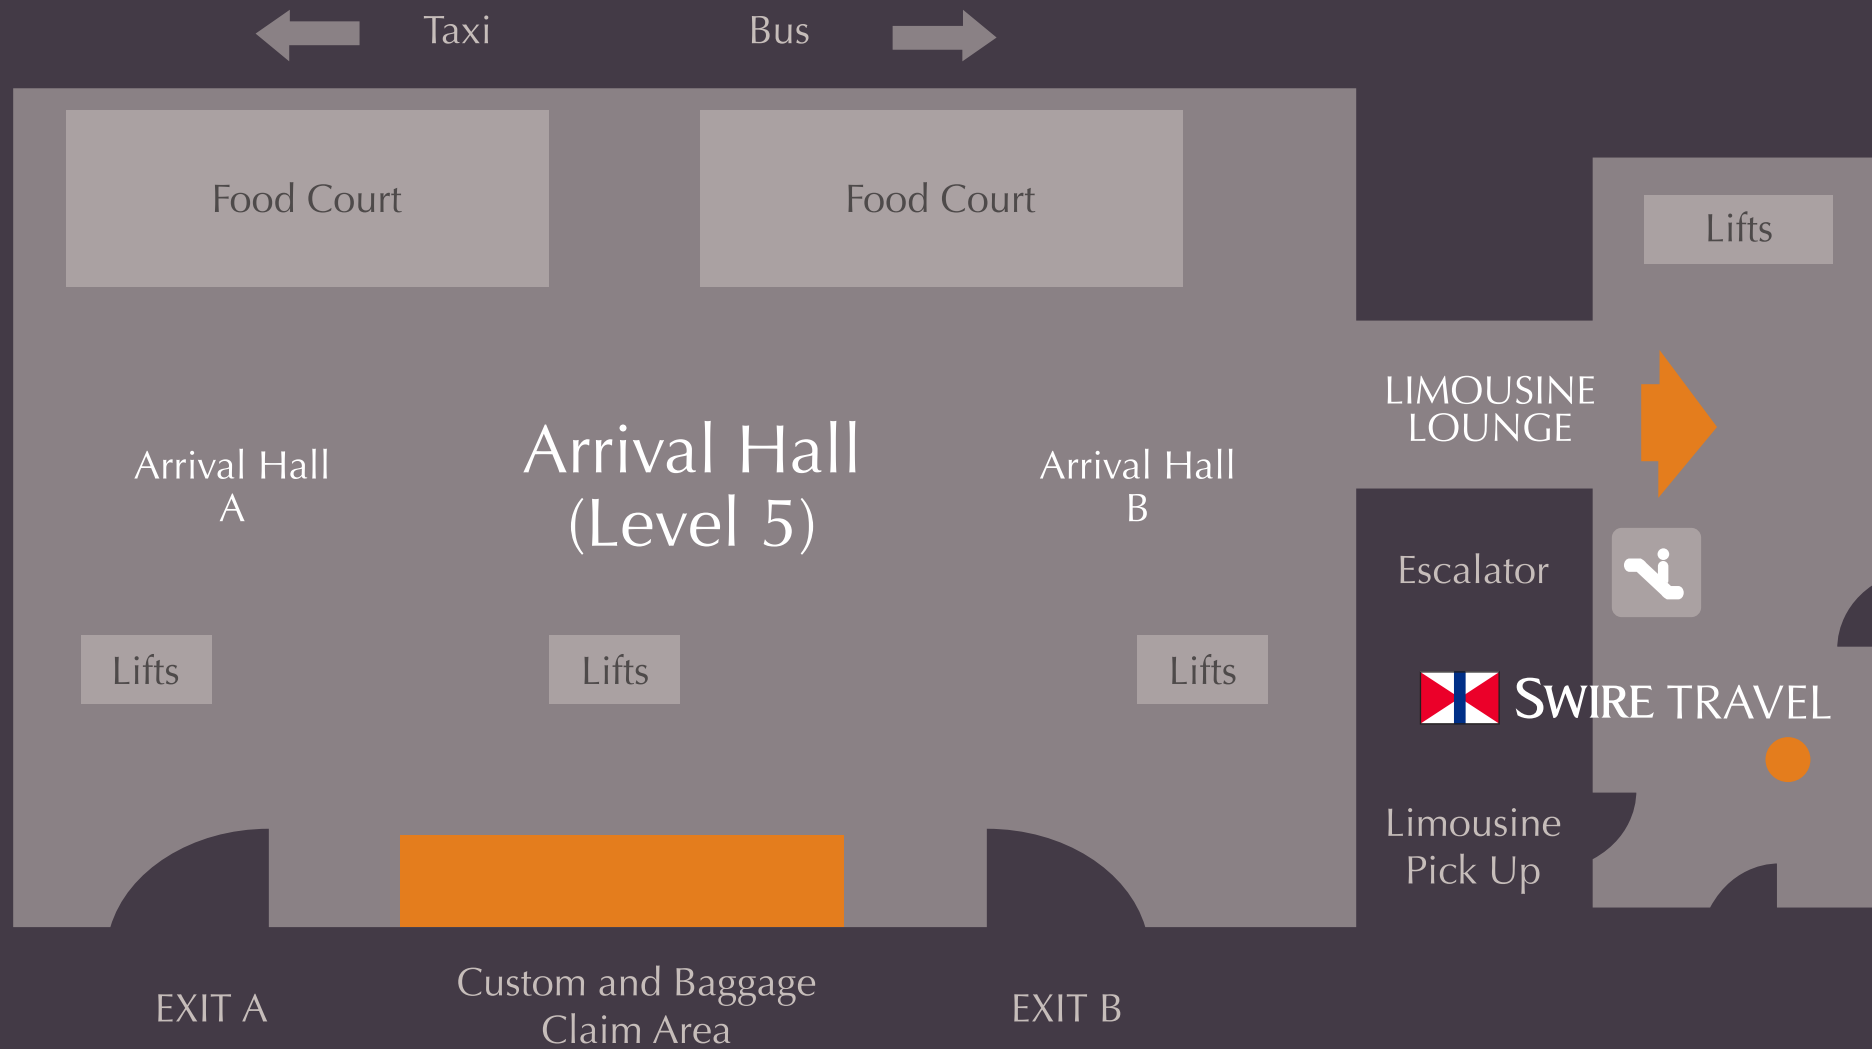 Taxi
Bus
Food Court
Food Court
Lifts
LIMOUSINE
LOUNGE
Arrival Hall
A
Arrival Hall
(Level 5)
Arrival Hall
B
Escalator
Lifts
Lifts
Lifts
SWIRE TRAVEL
Limousine
Pick Up
EXIT A
Custom and Baggage
Claim Area
EXIT B